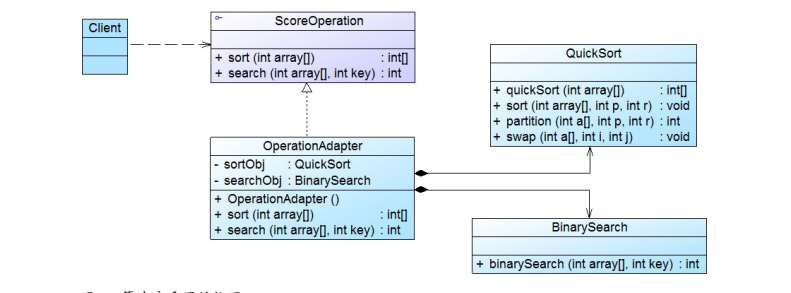 Client
ScoreOperation
+ sort (int array[]) : int[]
+ search (int array[], int key) : int
QuickSort
+ quickSort (int array[]) : int[]
+ sort (int array[], int p, int r) : void
+ partition (int a[], int p, int r) : int
+ swap (int a[], int i, int j) : void
OperationAdapter
- sortObj : QuickSort
- searchObj : BinarySearch
+ OperationAdapter ()
+ sort (int array[]) : int[]
+ search (int array[], int key) : int
BinarySearch
+ binarySearch (int array[], int key) : int